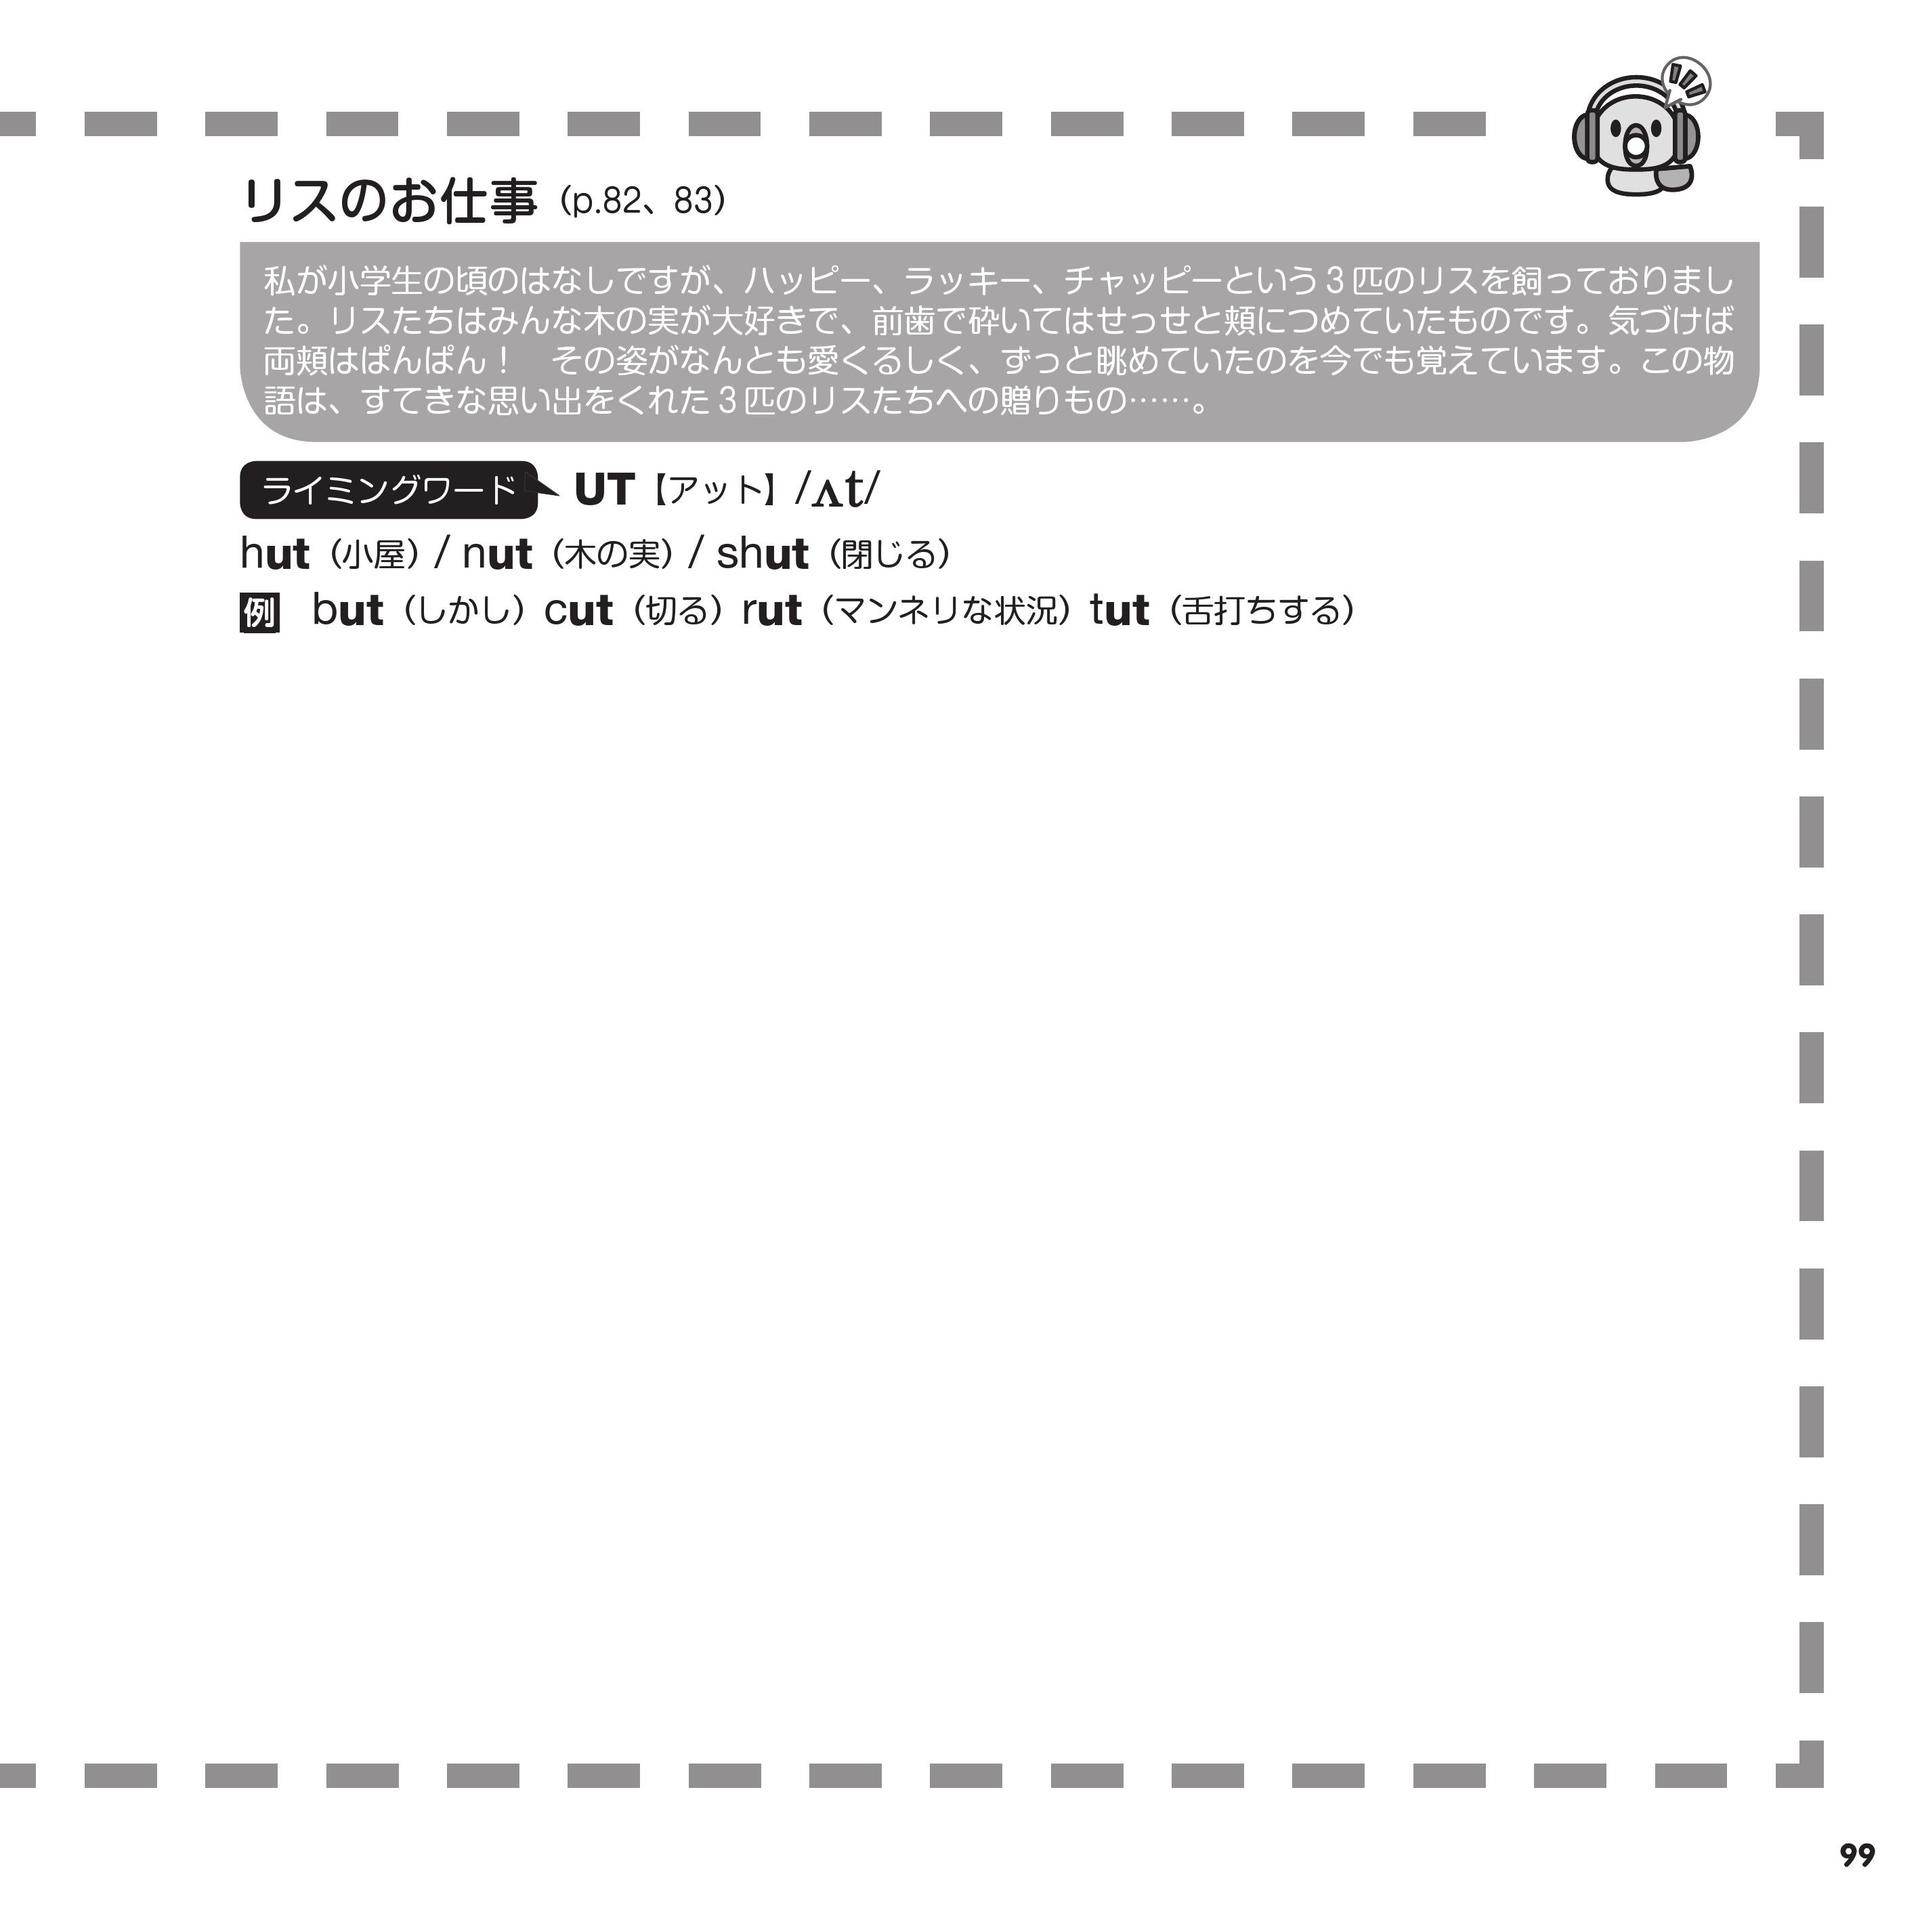 リスのお仕事（p.82、83）
私が小学生の頃のはなしですが、ハッピー、ラッキー、チャッピーという3匹のリスを飼っておりまし
た。リスたちはみんな木の実が大好きで、前歯で砕いてはせっせと頬につめていたものです。気づけば
両頬はぱんぱん！　その姿がなんとも愛くるしく、ずっと眺めていたのを今でも覚えています。この物
語は、すてきな思い出をくれた3匹のリスたちへの贈りもの……。
ライミングワード UT【アット】/ʌt/
hut（小屋）/ nut（木の実）/ shut（閉じる）
例 but（しかし）cut（切る）rut（マンネリな状況）tut（舌打ちする）
99